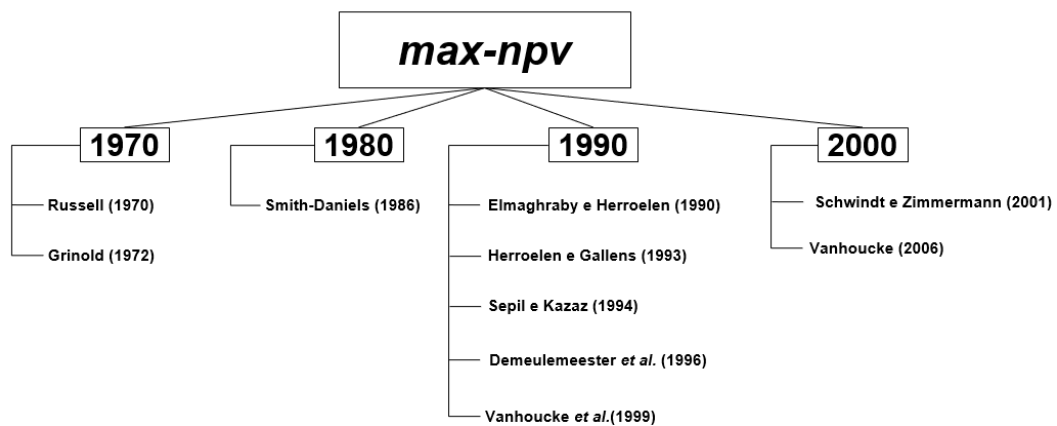 max-npv
1970
Russell (1970)
Grinold (1972)
1980
Smith-Daniels (1986)
1990
Elmaghraby e Herroelen (1990)
Herroelen e Gallens (1993)
Sepil e Kazaz (1994)
Demeulemeester et al. (1996)
Vanhoucke et al.(1999)
2000
Schwindt e Zimmermann (2001)
Vanhoucke (2006)